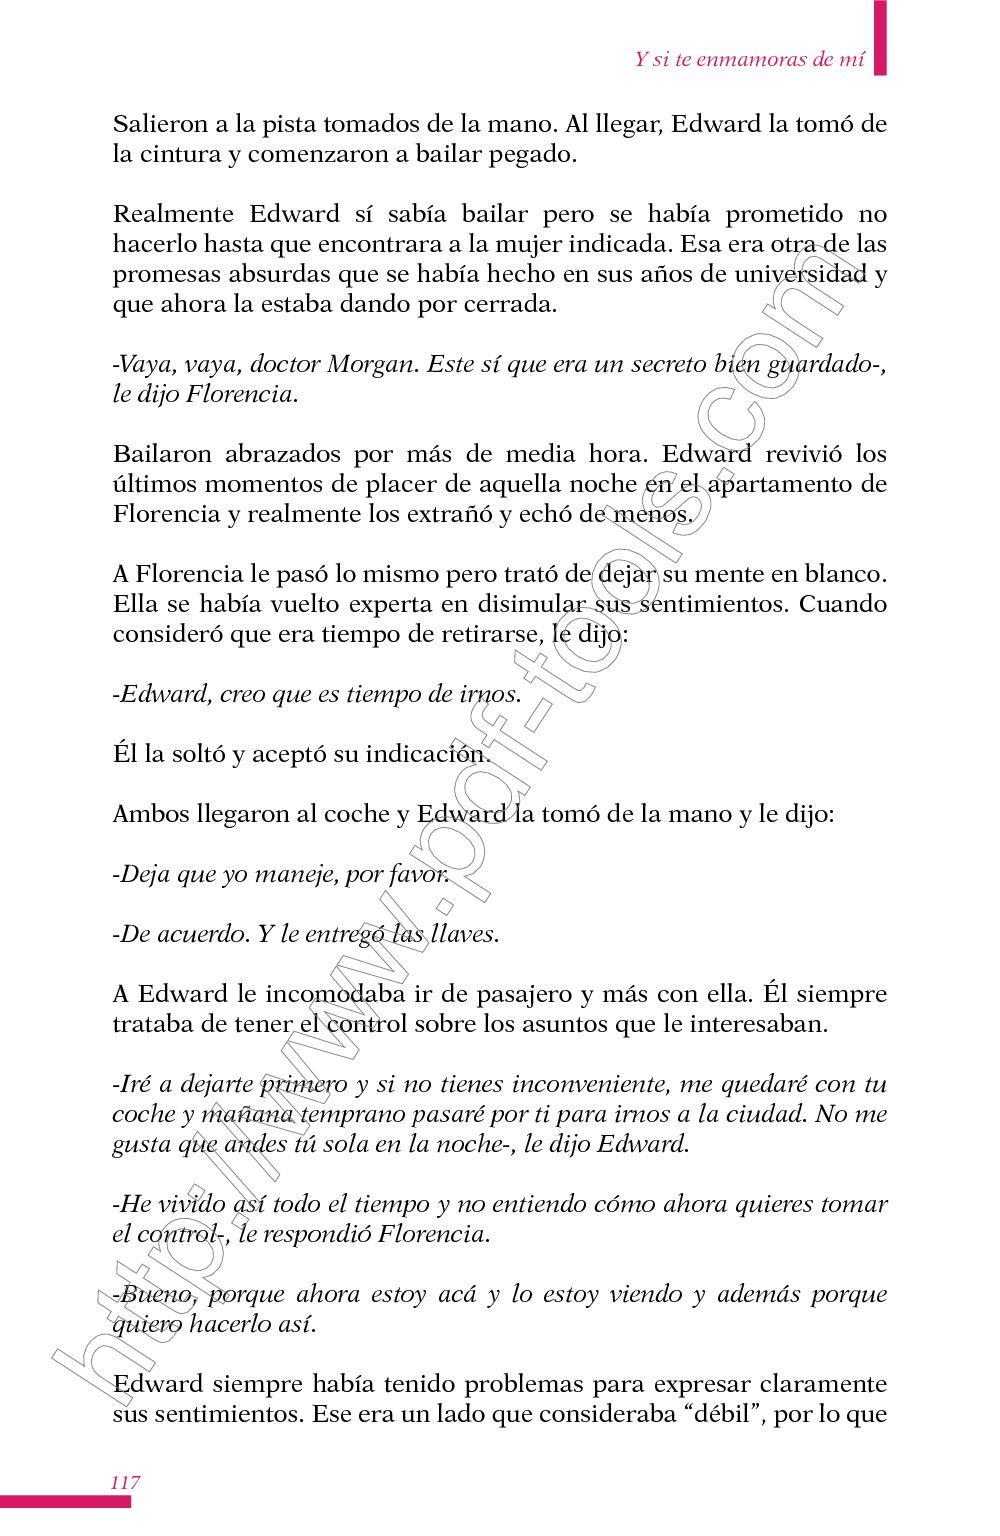 Y si te enmamoras de mí
Salieron a la pista tomados de la mano. Al llegar, Edward la tomó de
la cintura y comenzaron a bailar pegado.
Realmente Edward sí sabía bailar pero se había prometido no
hacerlo hasta que encontrara a la mujer indicada. Esa era otra de las
promesas absurdas que se había hecho en sus años de universidad y
que ahora la estaba dando por cerrada.
-Vaya, vaya, doctor Morgan. Este sí que era un secreto bien guardado-,
le dijo Florencia.
Bailaron abrazados por más de media hora. Edward revivió los
últimos momentos de placer de aquella noche en el apartamento de
Florencia y realmente los extrañó y echó de menos.
A Florencia le pasó lo mismo pero trató de dejar su mente en blanco.
Ella se había vuelto experta en disimular sus sentimientos. Cuando
consideró que era tiempo de retirarse, le dijo:
-Edward, creo que es tiempo de irnos.
Él la soltó y aceptó su indicación.
Ambos llegaron al coche y Edward la tomó de la mano y le dijo:
-Deja que yo maneje, por favor.
-De acuerdo. Y le entregó las llaves.
A Edward le incomodaba ir de pasajero y más con ella. Él siempre
trataba de tener el control sobre los asuntos que le interesaban.
-Iré a dejarte primero y si no tienes inconveniente, me quedaré con tu
coche y mañana temprano pasaré por ti para irnos a la ciudad. No me
gusta que andes tú sola en la noche-, le dijo Edward.
-He vivido así todo el tiempo y no entiendo cómo ahora quieres tomar
el control-, le respondió Florencia.
-Bueno, porque ahora estoy acá y lo estoy viendo y además porque
quiero hacerlo así.
Edward siempre había tenido problemas para expresar claramente
sus sentimientos. Ese era un lado que consideraba “débil”, por lo que
117
http://www.pdf-tools.com